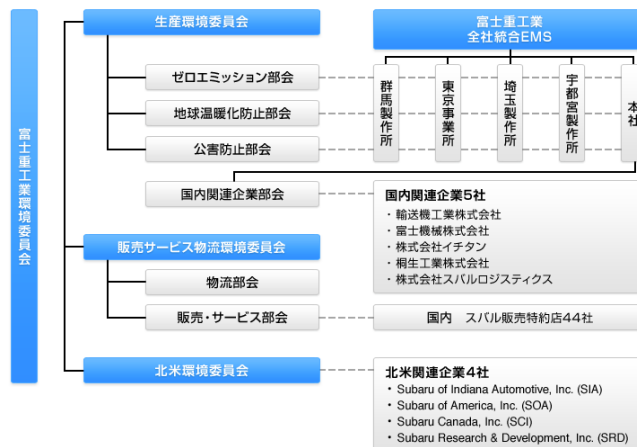 富士重工業環境委員会
生産環境委員会
ゼロエミッション部会
地球温暖化防止部会
公害防止部会
国内関連企業部会
富士重工業
全社統合EMS
群馬製作所
東京事業所
埼玉製作所
宇都宮製作所
本社
国内関連企業5社
・輸送機工業株式会社
・富士機械株式会社
・株式会社イチタン
・桐生工業株式会社
・株式会社スバルロジスティクス
販売サービス物流環境委員会
物流部会
販売・サービス部会
国内 スバル販売特約店44社
北米環境委員会
北米関連企業4社
・Subaru of Indiana Automotive, Inc. (SIA)
・Subaru of America, Inc. (SOA)
・Subaru Canada, Inc. (SCI)
・Subaru Research & Development, Inc. (SRD)